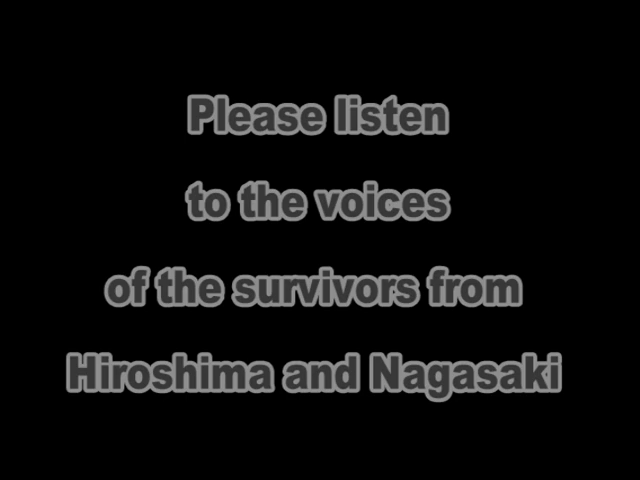 Please listen
to the voices
of the survivors from
Hiroshima and Nagasaki